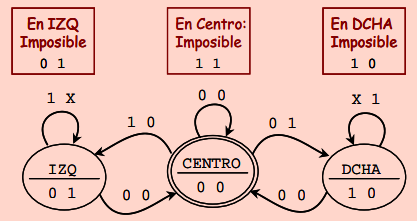 En IZQ
Imposible
0 1
En Centro:
Imposible
1 1
En DCHA
Imposible
1 0
1 X
1 0
0 0
0 1
X 1
IZQ
0 1
CENTRO
0 0
DCHA
1 0
0 0
0 0